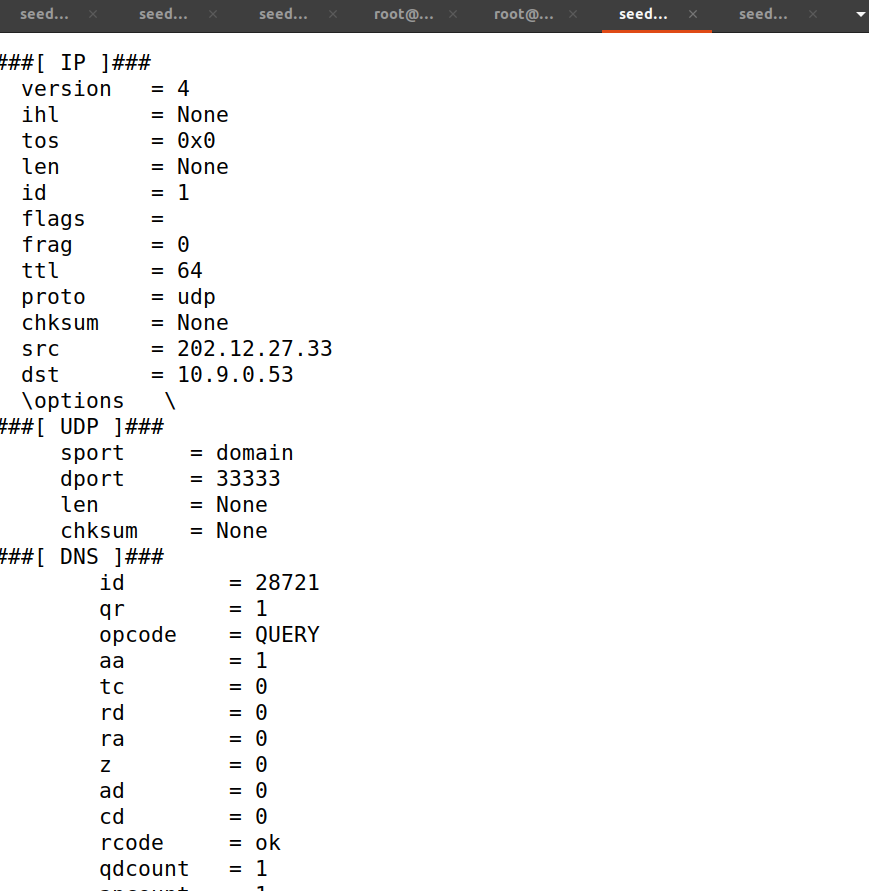 seed... × seed... × seed... × root@... × root@... × seed... × seed... ×
###[ IP ]###
version = 4
ihl = None
tos = 0x0
len = None
id = 1
flags =
frag = 0
ttl = 64
proto = udp
chksum = None
src = 202.12.27.33
dst = 10.9.0.53
\options \
###[ UDP ]###
sport = domain
dport = 33333
len = None
chksum = None
###[ DNS ]###
id = 28721
qr = 1
opcode = QUERY
aa = 1
tc = 0
rd = 0
ra = 0
z = 0
ad = 0
cd = 0
rcode = ok
qdcount = 1